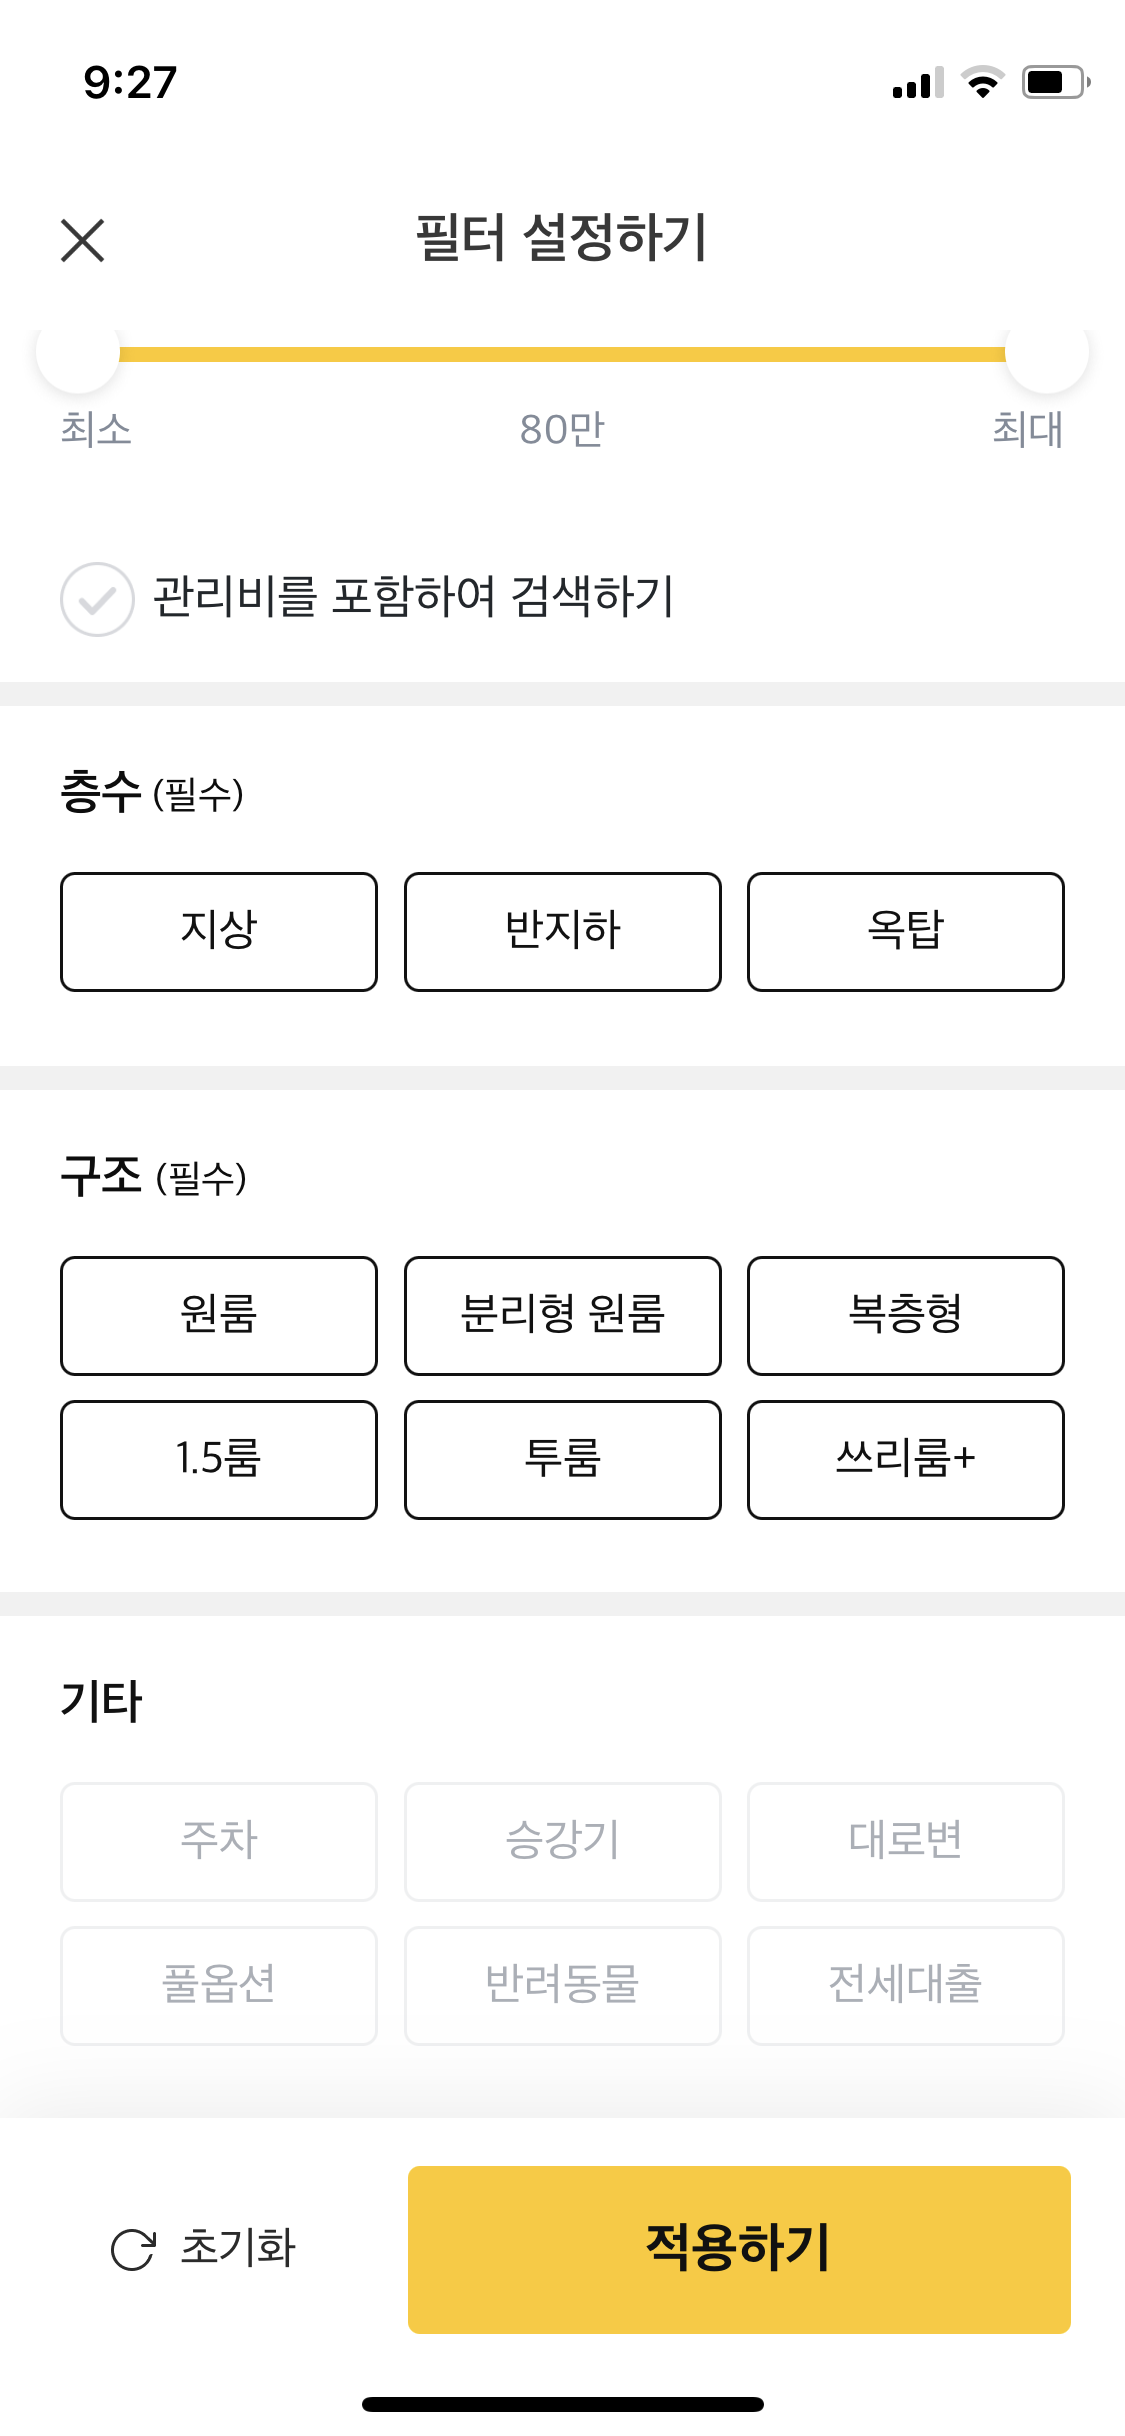 9:27
필터 설정하기
최소 80만 최대
관리비를 포함하여 검색하기
층수 (필수)
지상 반지하 옥탑
구조 (필수)
원룸 분리형 원룸 복층형
1.5룸 투룸 쓰리룸+
기타
주차 승강기 대로변
풀옵션 반려동물 전세대출
초기화 적용하기